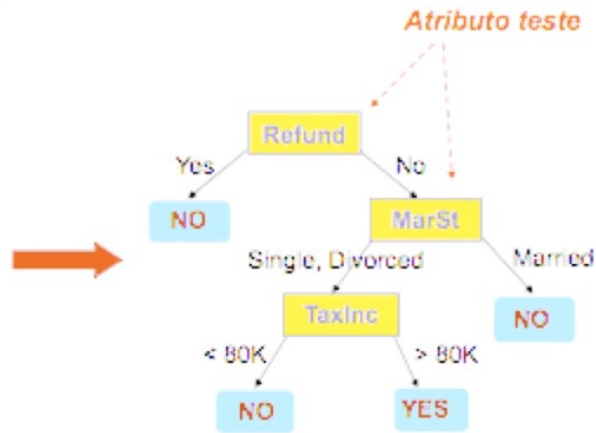 Atributo teste
Refund
Yes
No
NO
MarSt
Single, Divorced
Married
TaxInc
NO
< 80K
> 80K
NO
YES